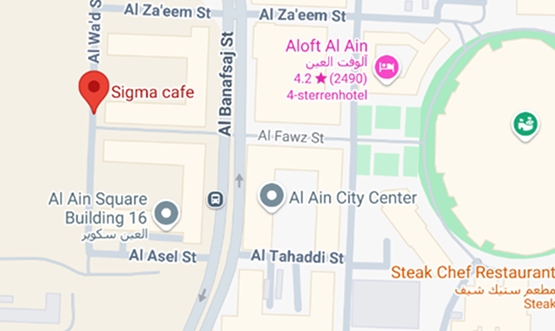 Al Za'eem St
Al Za'eem St
Al Wa'd S
Aloft Al Ain
ألوفت العين
4.2 ★ (2490)
4-sterrenhotel
Sigma cafe
Al Banafsaj St
Al Fawz St
Al Ain Square
Building 16
العين سكوير
Al Ain City Center
Al Asel St
Al Tahaddi St
Steak Chef Restaurant
مطعم ستيك شيف
Steak